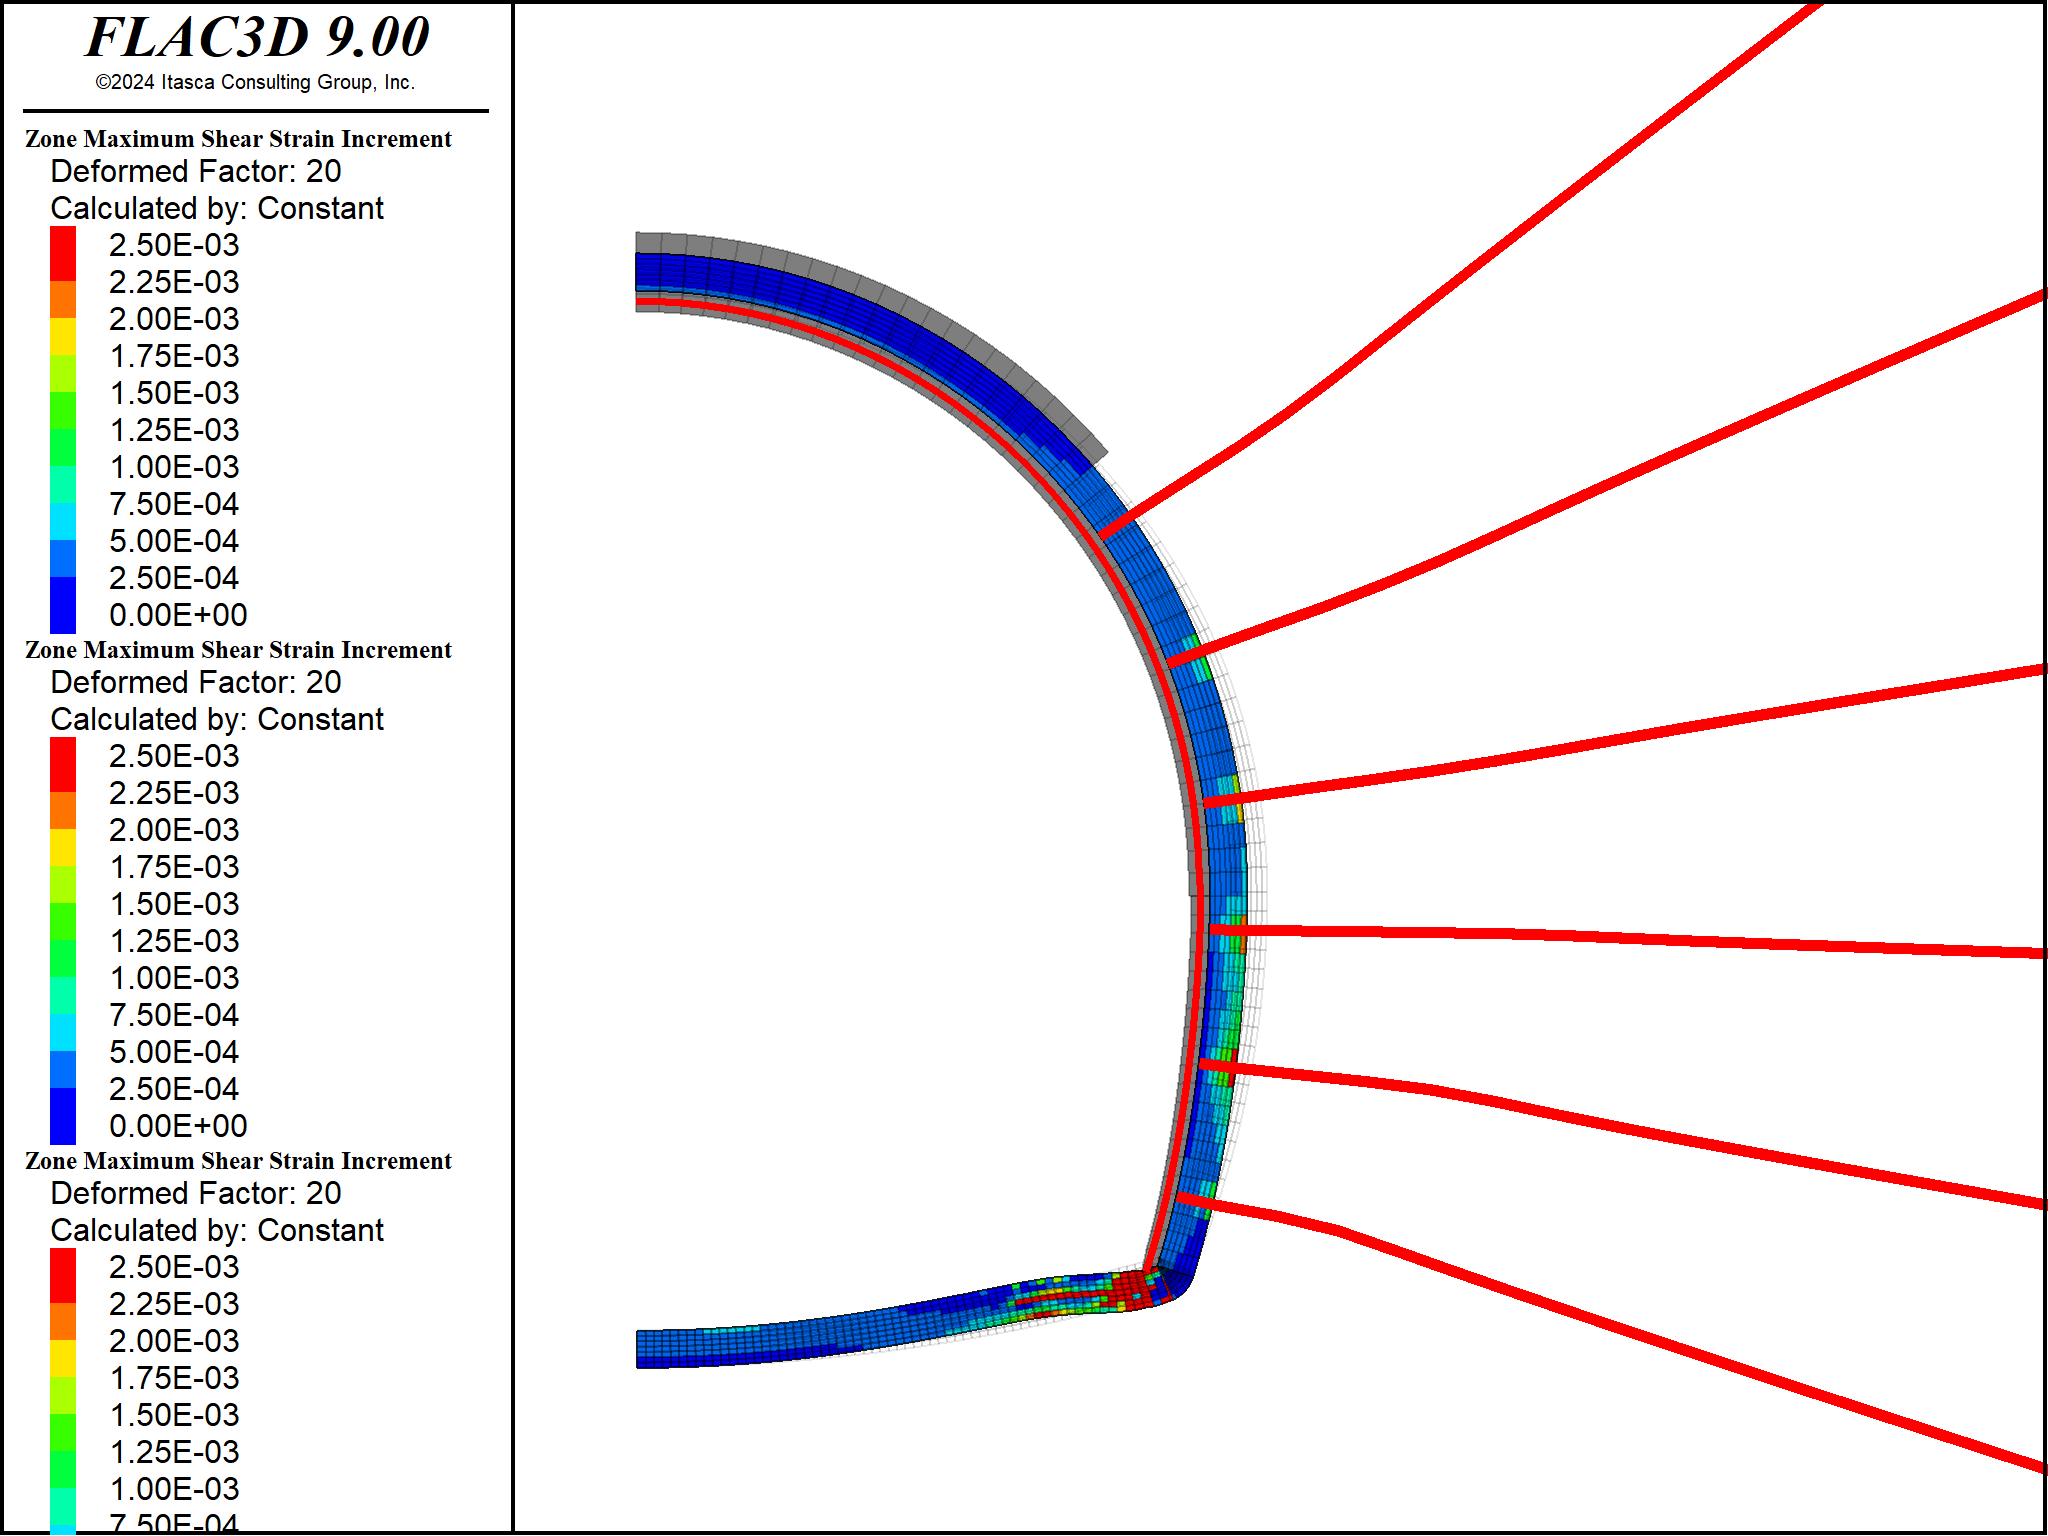 FLAC3D 9.00
©2024 Itasca Consulting Group, Inc.
Zone Maximum Shear Strain Increment
Deformed Factor: 20
Calculated by: Constant
2.50E-03
2.25E-03
2.00E-03
1.75E-03
1.50E-03
1.25E-03
1.00E-03
7.50E-04
5.00E-04
2.50E-04
0.00E+00
Zone Maximum Shear Strain Increment
Deformed Factor: 20
Calculated by: Constant
2.50E-03
2.25E-03
2.00E-03
1.75E-03
1.50E-03
1.25E-03
1.00E-03
7.50E-04
5.00E-04
2.50E-04
0.00E+00
Zone Maximum Shear Strain Increment
Deformed Factor: 20
Calculated by: Constant
2.50E-03
2.25E-03
2.00E-03
1.75E-03
1.50E-03
1.25E-03
1.00E-03
7.50E-04